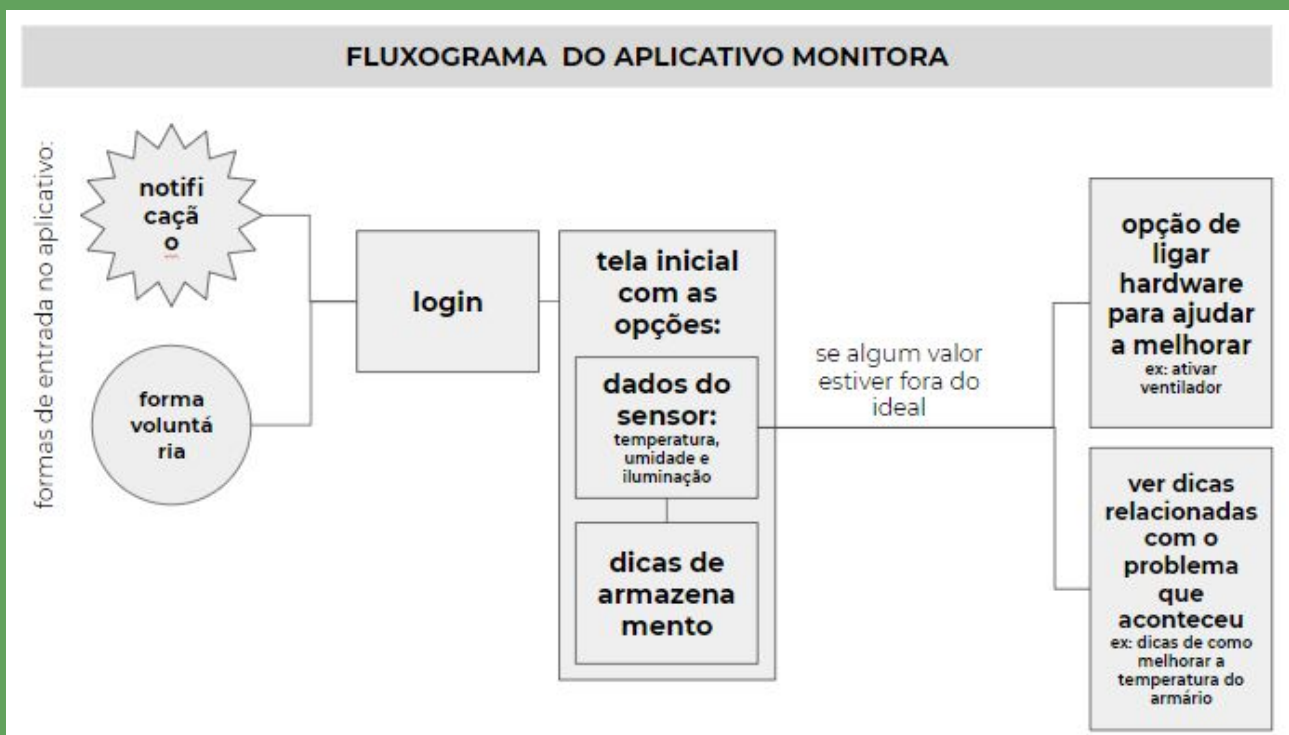 FLUXOGRAMA DO APLICATIVO MONITORA
formas de entrada no aplicativo:
notifi
caçã
o
forma
voluntá
ria
login
tela inicial
com as
opções:
dados do
sensor:
temperatura,
umidade e
iluminação
dicas de
armazena
mento
se algum valor
estiver fora do
ideal
opção de
ligar
hardware
para ajudar
a melhorar
ex: ativar
ventilador
ver dicas
relacionadas
com o
problema
que
aconteceu
ex: dicas de como
melhorar a
temperatura do
armário